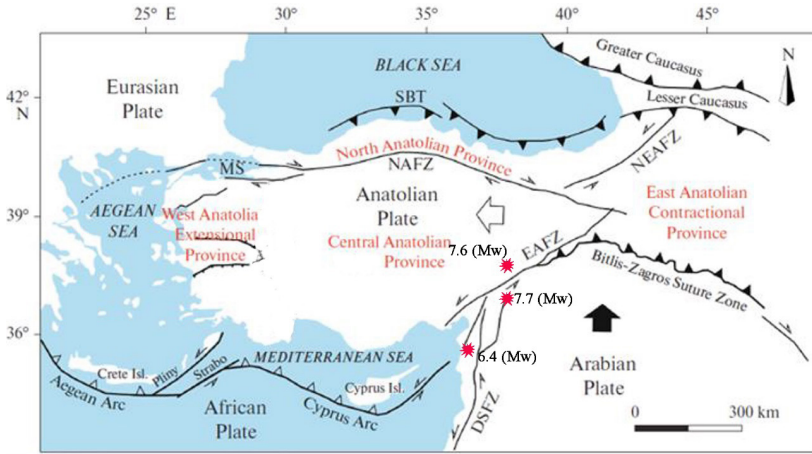 25° E
30°
40°
45°
42°
N
39°
36°
Eurasian
Plate
BLACK SEA
SBT
Greater Caucasus
Lesser Caucasus
N
North Anatolian Province
NAFZ
NEAFZ
MS
AEGEAN
SEA
West Anatolia
Extensional
Province
Anatolian
Plate
Central Anatolian
Province
East Anatolian
Contractional
Province
7.6 (Mw)
EAFZ
Bitlis-Zagros Suture Zone
7.7 (Mw)
6.4 (Mw)
MEDITERRANEAN SEA
Crete Isl.
Pliny
Strabo
Aegean Arc
Cyprus Isl.
Cyprus Arc
African
Plate
DSFZ
Arabian
Plate
0 300 km